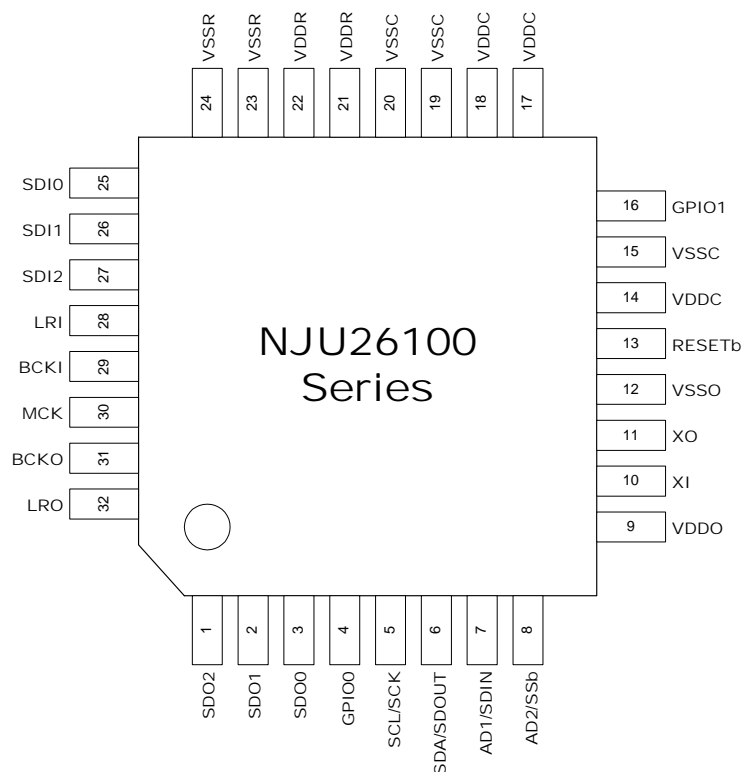 VSSR VSSR VDDR VDDR VSSC VSSC VDDC VDDC
24 23 22 21 20 19 18 17
SDI0 25
SDI1 26
SDI2 27
LRI 28
BCKI 29
MCK 30
BCKO 31
LRO 32
NJU26100
Series
16 GPIO1
15 VSSC
14 VDDC
13 RESETb
12 VSSO
11 XO
10 XI
9 VDDO
1 2 3 4 5 6 7 8
SDO2 SDO1 SDO0 GPIO0 SCL/SCK SDA/SDOUT AD1/SDIN AD2/SSb